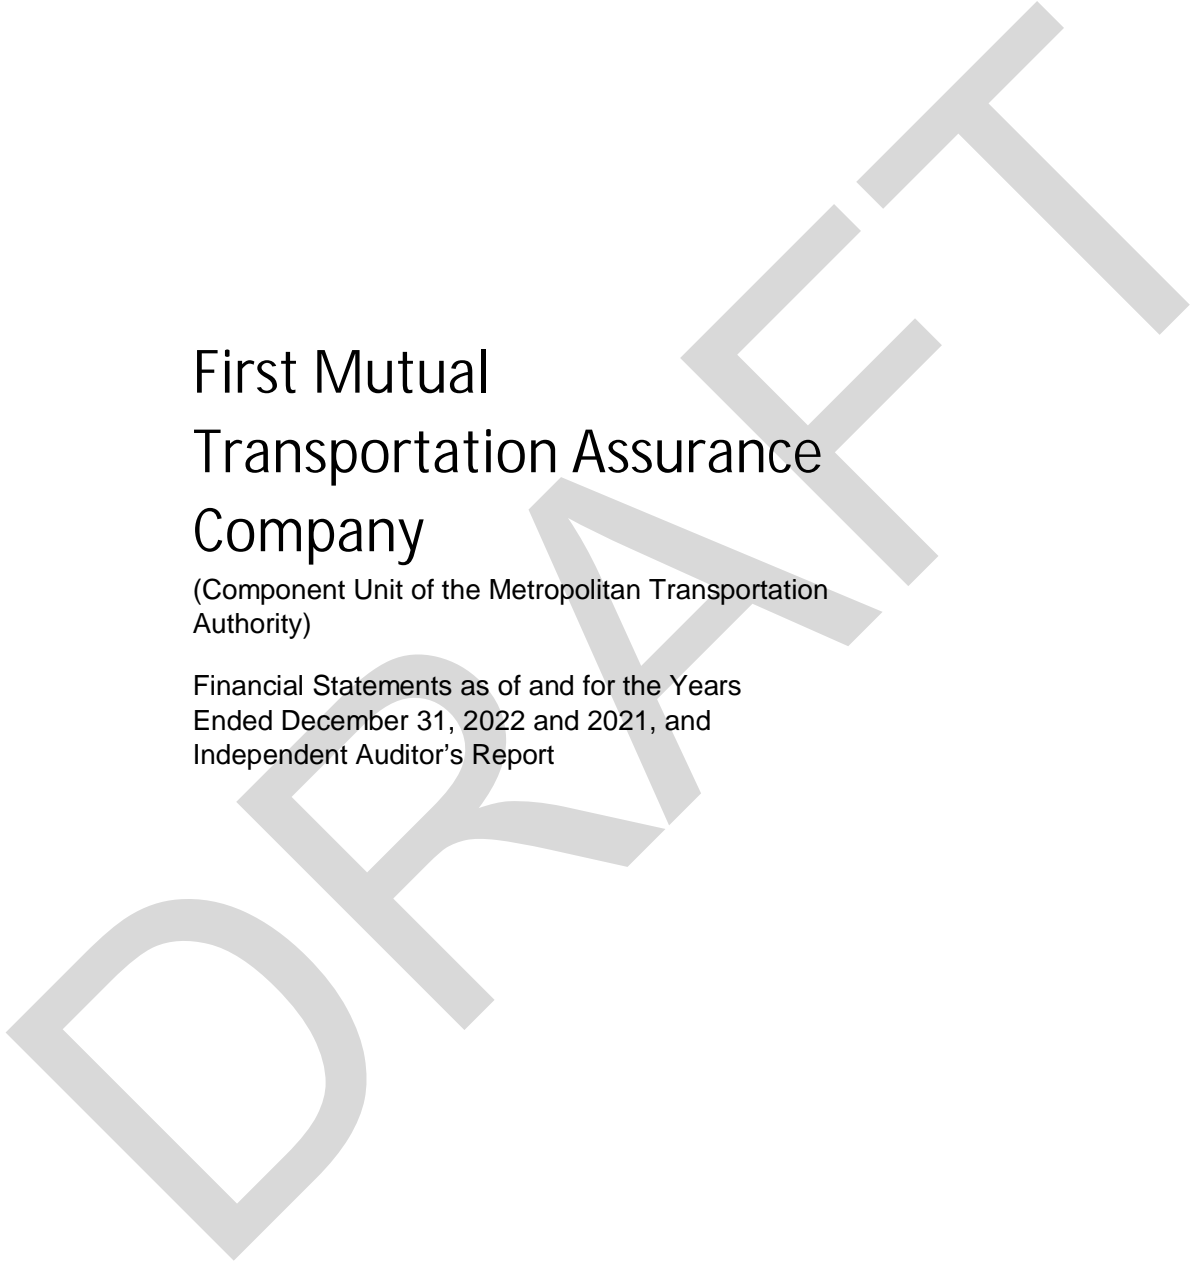 First Mutual
Transportation Assurance
Company
(Component Unit of the Metropolitan Transportation
Authority)
Financial Statements as of and for the Years
Ended December 31, 2022 and 2021, and
Independent Auditor’s Report
DRAFT